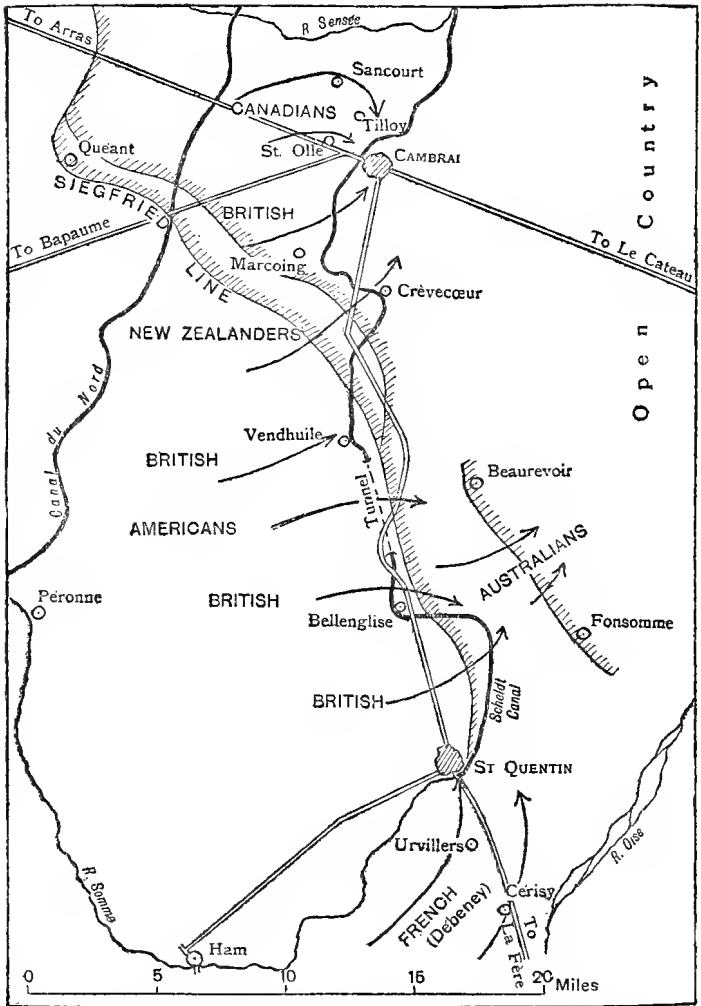 To Arras
R Sensée
Sancourt
CANADIANS
Tilloy
St. Olle
CAMBRAI
Quéant
SIEGFRIED
LINE
BRITISH
To Bapaume
Marcoing
To Le Cateau
Open Country
Crèvecœur
NEW ZEALANDERS
Canal du Nord
Vendhuile
BRITISH
Beaurevoir
Tunnel
AMERICANS
AUSTRALIANS
Péronne
BRITISH
Bellenglise
Fonsomme
BRITISH
Scheldt
Canal
ST QUENTIN
Urvillers
R. Oise
R. Somme
FRENCH
(Debeney)
Cérisy
To
La Fère
Ham
0 5 10 15 20 Miles